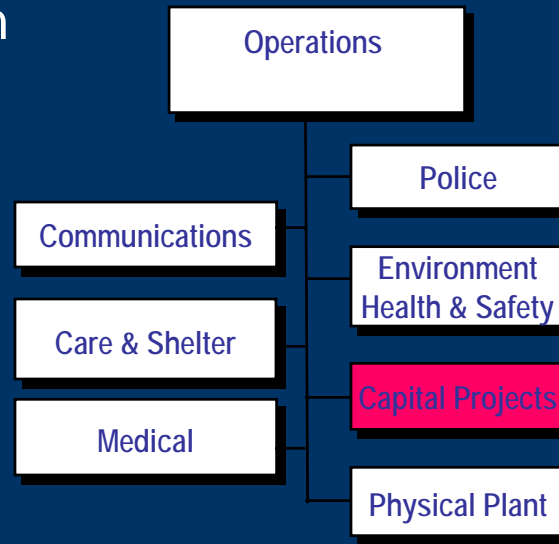 n
Operations
Police
Communications
Environment
Health & Safety
Care & Shelter
Capital Projects
Medical
Physical Plant